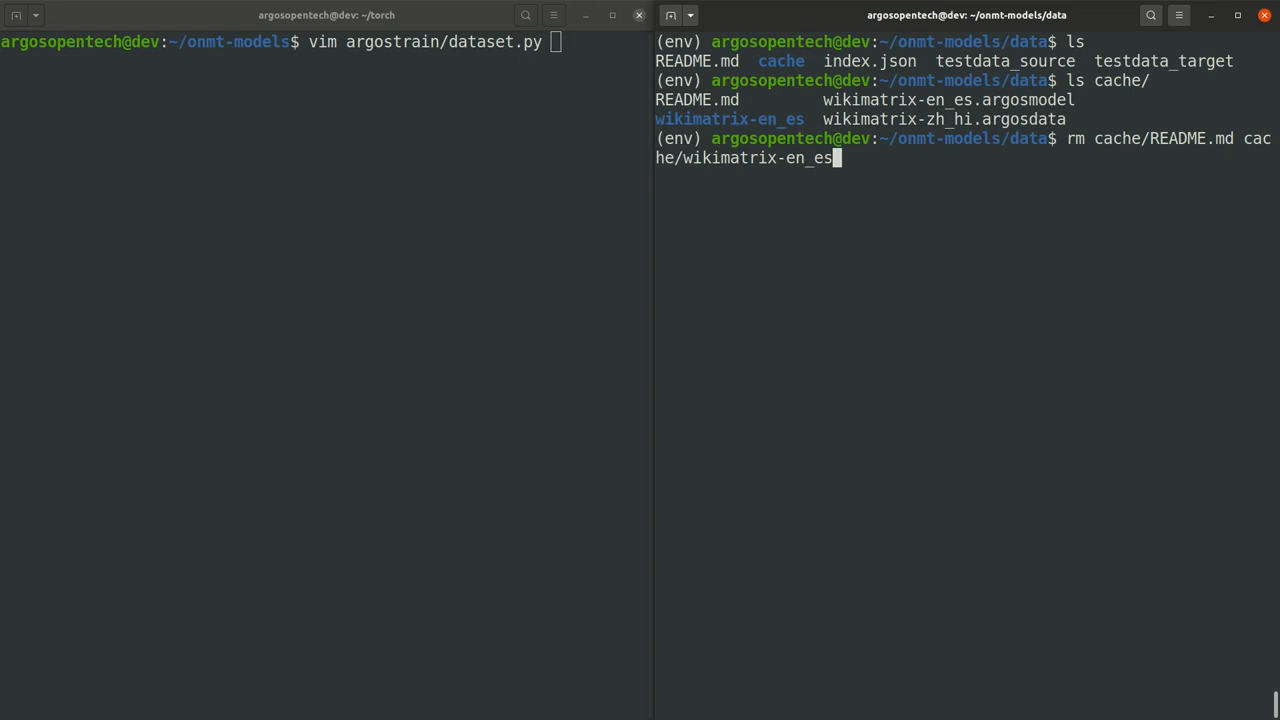 argosopentech@dev: ~/torch
argosopentech@dev:~/onmt-models$ vim argostrain/dataset.py
argosopentech@dev: ~/onmt-models/data
(env) argosopentech@dev:~/onmt-models/data$ ls
README.md  cache  index.json  testdata_source  testdata_target
(env) argosopentech@dev:~/onmt-models/data$ ls cache/
README.md         wikimatrix-en_es.argosmodel
wikimatrix-en_es  wikimatrix-zh_hi.argosdata
(env) argosopentech@dev:~/onmt-models/data$ rm cache/README.md cac
he/wikimatrix-en_es